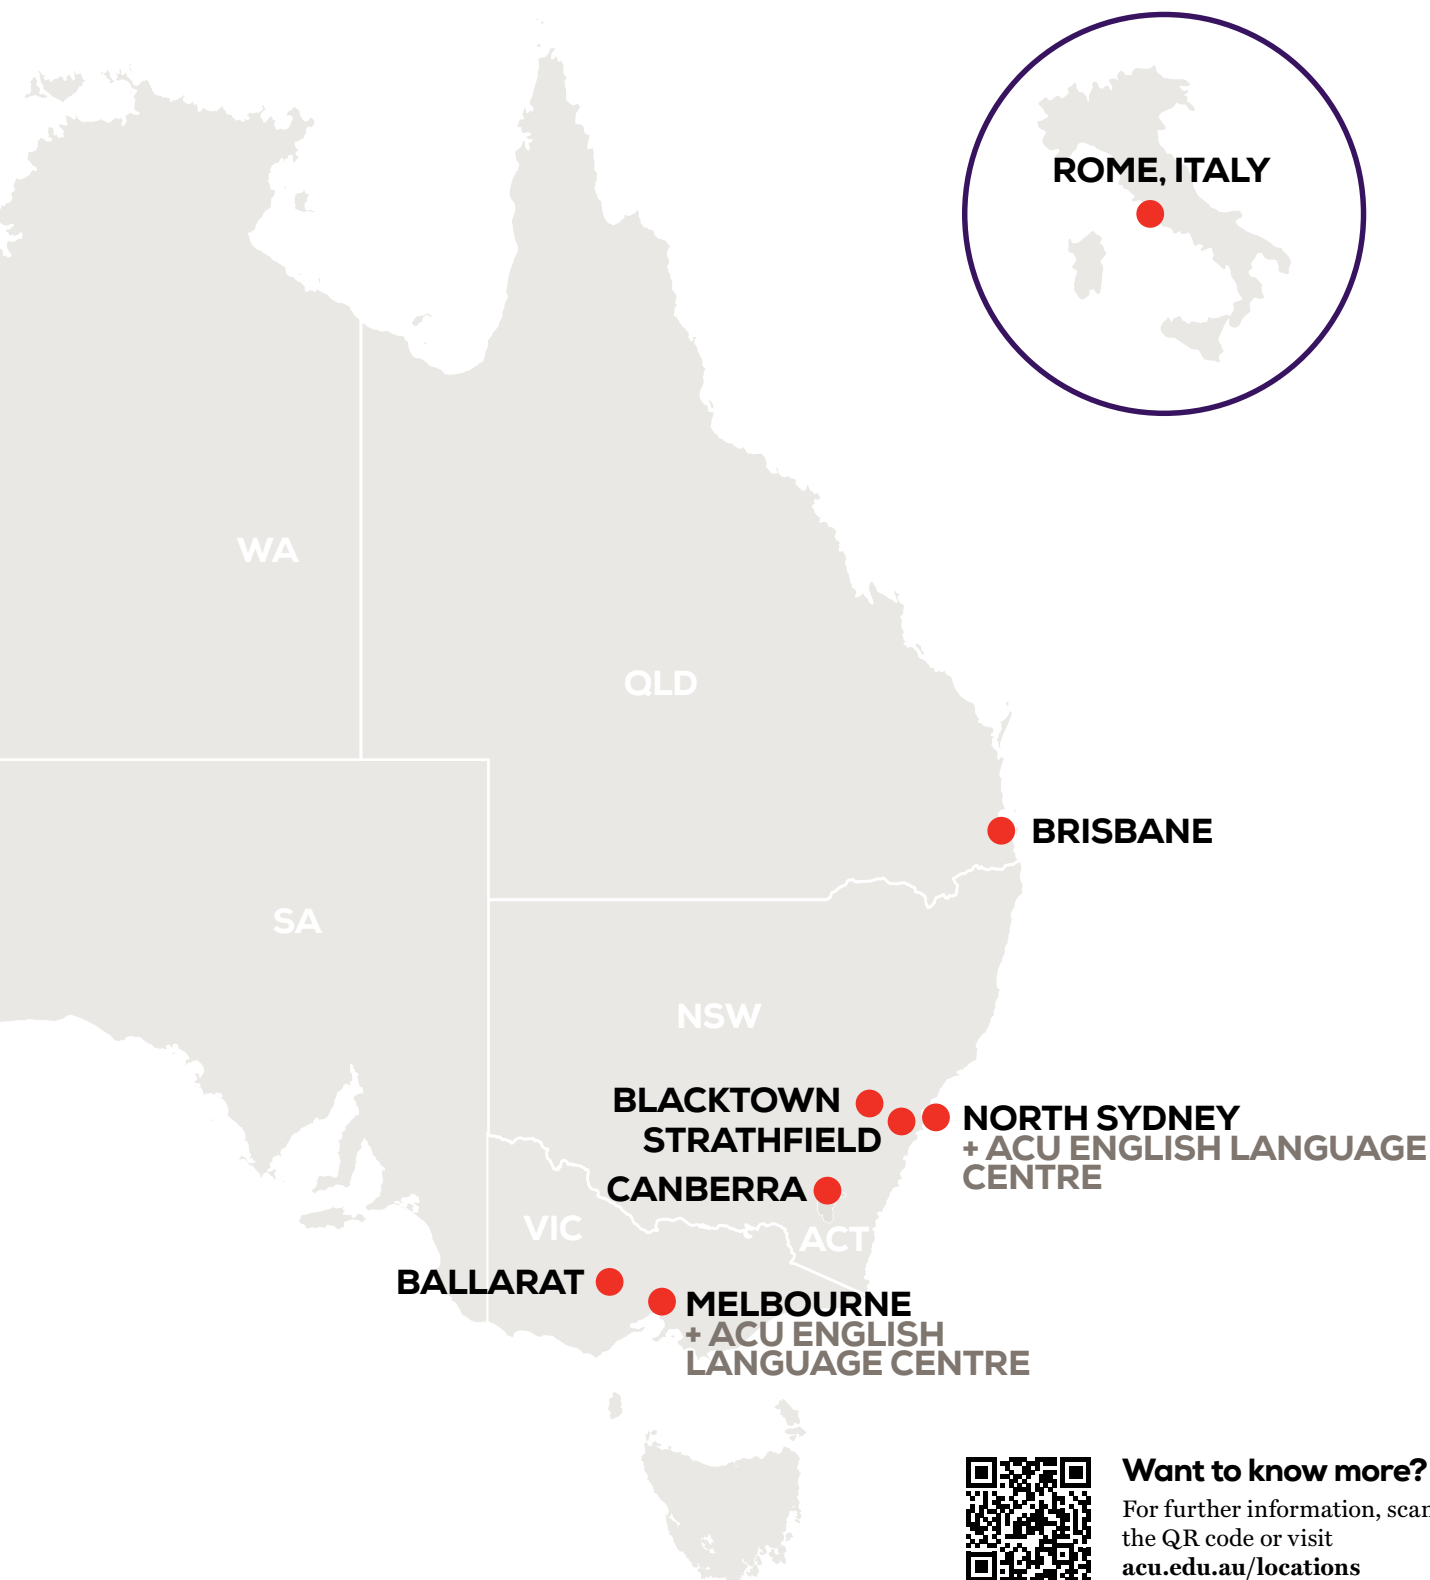 ROME, ITALY
WA
QLD
BRISBANE
SA
NSW
BLACKTOWN
STRATHFIELD
NORTH SYDNEY
+ ACU ENGLISH LANGUAGE
CENTRE
CANBERRA
VIC
ACT
BALLARAT
MELBOURNE
+ ACU ENGLISH
LANGUAGE CENTRE
Want to know more?
For further information, scan
the QR code or visit
acu.edu.au/locations